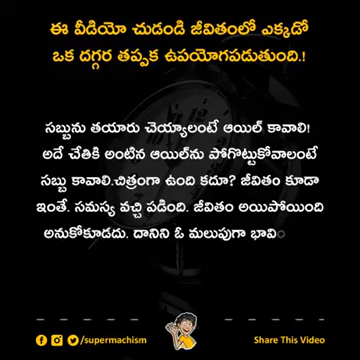 ఈ వీడియో చుడండి జీవితంలో ఎక్కడో
ఒక దగ్గర తప్పక ఉపయోగపడుతుంది.!
సబ్బును తయారు చెయ్యాలంటే ఆయిల్ కావాలి!
అదే చేతికి అంటిన ఆయిల్‌ను పోగొట్టుకోవాలంటే
సబ్బు కావాలి.చిత్రంగా ఉంది కదూ? జీవితం కూడా
ఇంతే. సమస్య వచ్చి పడింది. జీవితం అయిపోయింది
అనుకోకూడదు. దానిని ఓ మలుపుగా భావిం
/supermachism
Share This Video